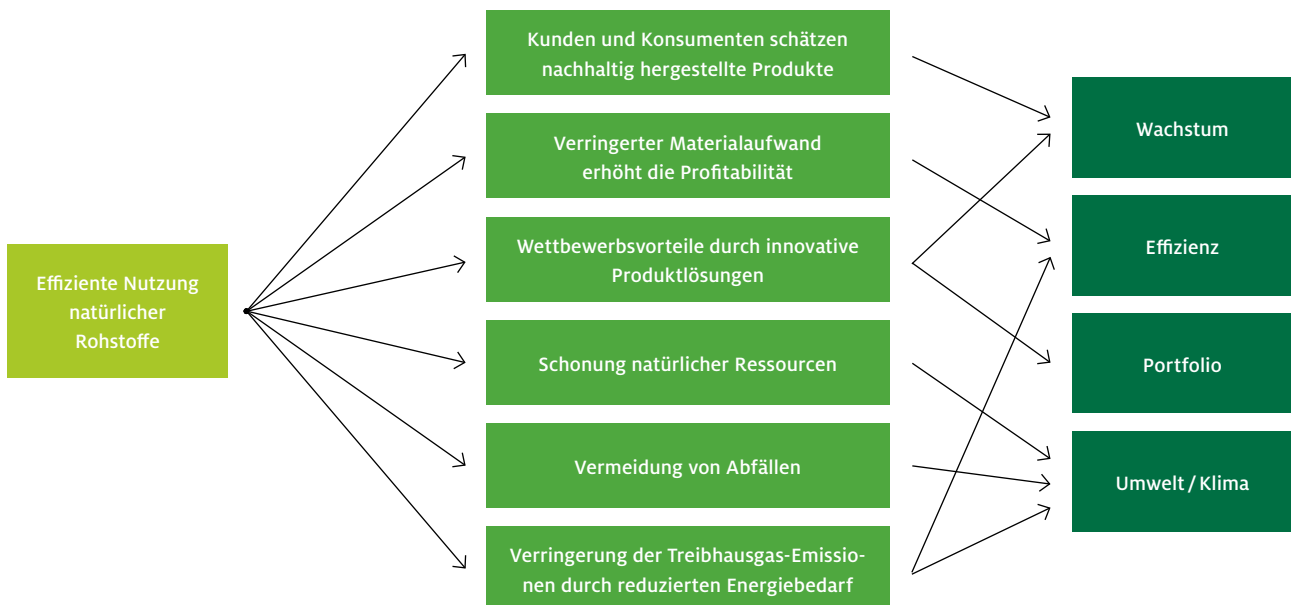 Effiziente Nutzung
natürlicher
Rohstoffe
Kunden und Konsumenten schätzen
nachhaltig hergestellte Produkte
Verringerter Materialaufwand
erhöht die Profitabilität
Wettbewerbsvorteile durch innovative
Produktlösungen
Schonung natürlicher Ressourcen
Vermeidung von Abfällen
Verringerung der Treibhausgas-Emissio-
nen durch reduzierten Energiebedarf
Wachstum
Effizienz
Portfolio
Umwelt / Klima